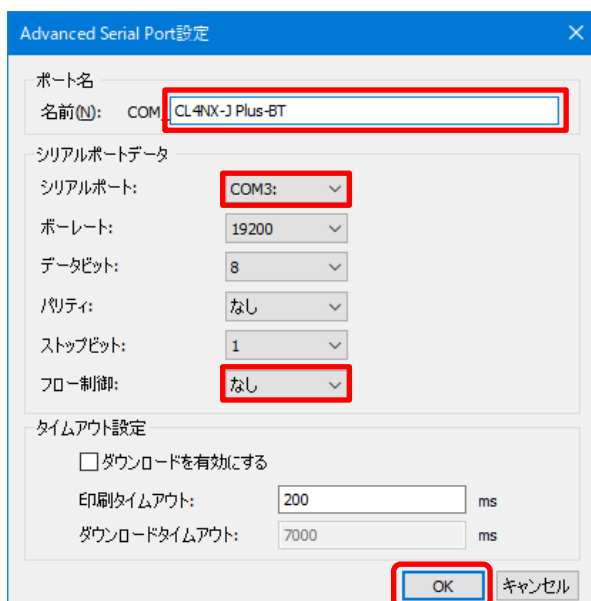 Advanced Serial Port設定
ポート名
名前(N): COM_ CL4NX-J Plus-BT
シリアルポートデータ
シリアルポート: COM3:
ボーレート: 19200
データビット: 8
パリティ: なし
ストップビット: 1
フロー制御: なし
タイムアウト設定
ダウンロードを有効にする
印刷タイムアウト: 200 ms
ダウンロードタイムアウト: 7000 ms
OK キャンセル